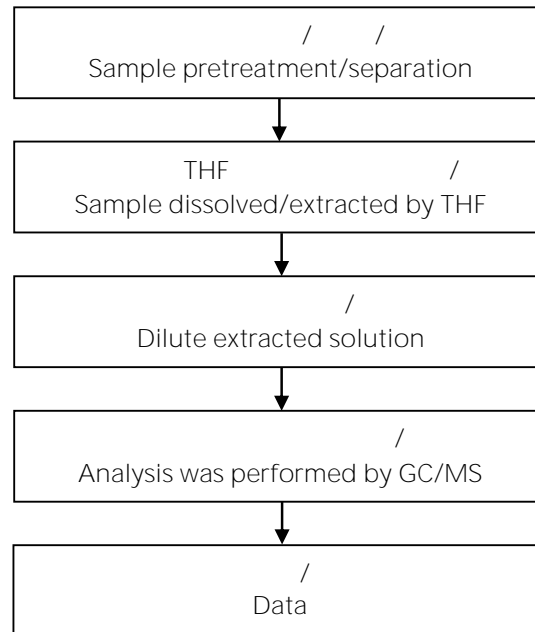 / /
Sample pretreatment/separation
THF /
Sample dissolved/extracted by THF
/
Dilute extracted solution
/
Analysis was performed by GC/MS
/
Data